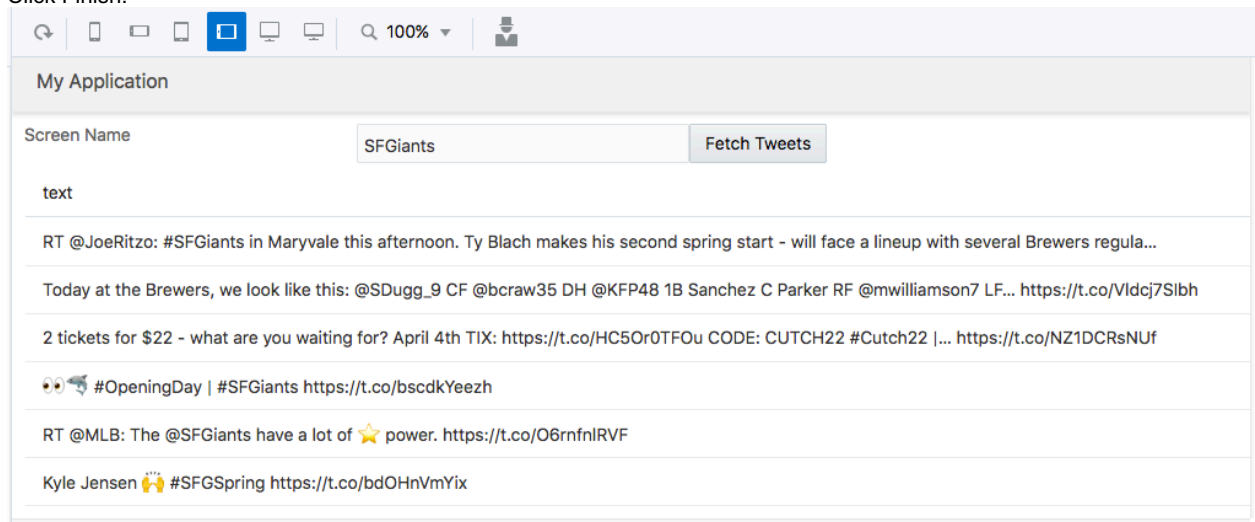 Click Finish.
100%
My Application
Screen Name
SFGiants
Fetch Tweets
text
RT @JoeRitzo: #SFGiants in Maryvale this afternoon. Ty Blach makes his second spring start - will face a lineup with several Brewers regula...
Today at the Brewers, we look like this: @SDugg_9 CF @bcraw35 DH @KFP48 1B Sanchez C Parker RF @mwilliamson7 LF... https://t.co/Vldcj7Slbh
2 tickets for $22 - what are you waiting for? April 4th TIX: https://t.co/HC5Or0TFOu CODE: CUTCH22 #Cutch22 |... https://t.co/NZ1DCRsNUf
👀🦈 #OpeningDay | #SFGiants https://t.co/bscdkYeezh
RT @MLB: The @SFGiants have a lot of ⭐ power. https://t.co/O6rnfnlRVF
Kyle Jensen 🙌 #SFGSpring https://t.co/bdOHnVmYix